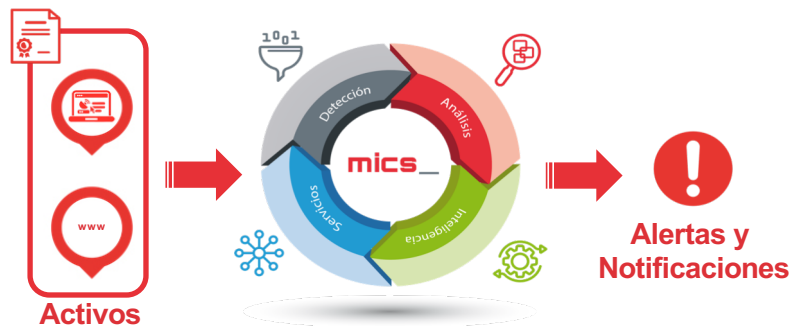 1001
Detección
Análisis
mics_
www
Servicios
Inteligencia
Alertas y
Notificaciones
Activos